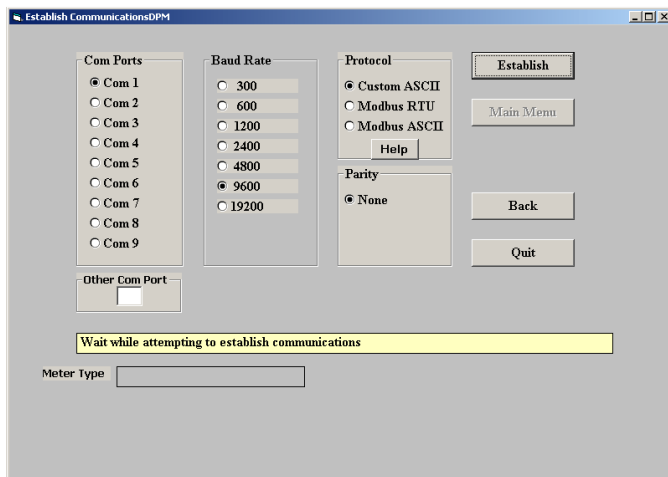 Establish CommunicationsDPM
Com Ports
Com 1
Com 2
Com 3
Com 4
Com 5
Com 6
Com 7
Com 8
Com 9
Other Com Port
Baud Rate
300
600
1200
2400
4800
9600
19200
Protocol
Custom ASCII
Modbus RTU
Modbus ASCII
Help
Parity
None
Establish
Main Menu
Back
Quit
Wait while attempting to establish communications
Meter Type